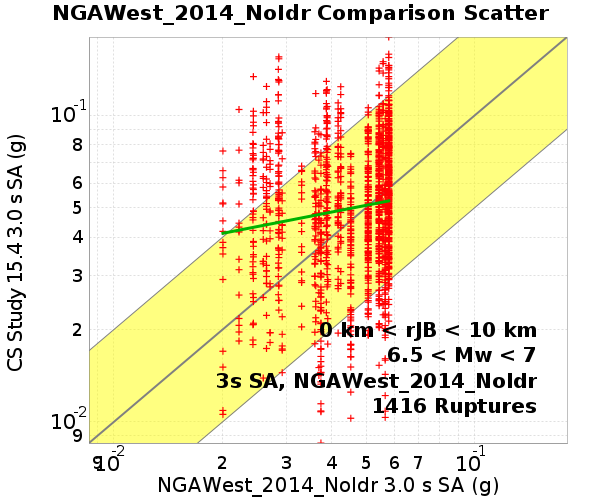 NGAWest_2014_NoIdr Comparison Scatter
CS Study 15.4 3.0 s SA (g)
10^-1
8
6
5
4
3
2
10^-2
9
0 km < rJB < 10 km
6.5 < Mw < 7
3s SA, NGAWest_2014_NoIdr
1416 Ruptures
9 10^-2 2 3 4 5 6 7 10^-1
NGAWest_2014_NoIdr 3.0 s SA (g)